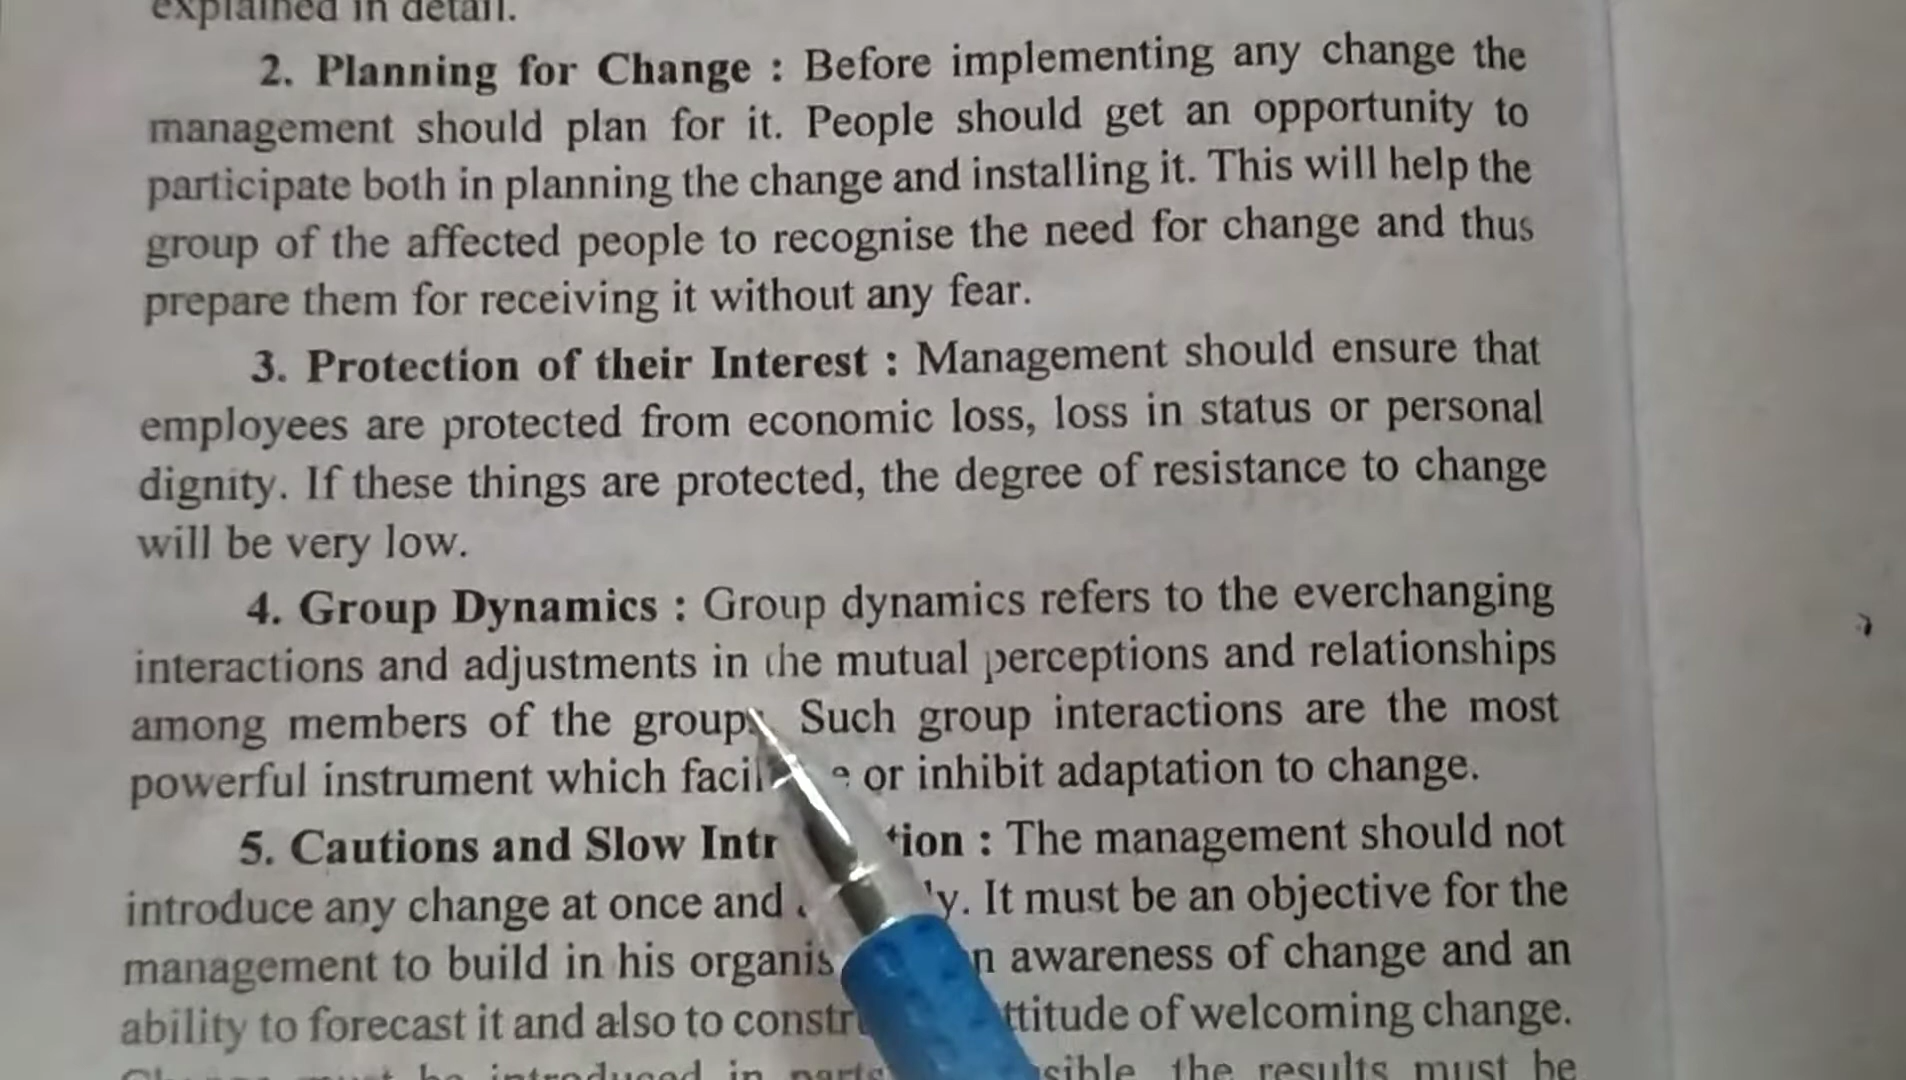 explained in detail.
2. Planning for Change : Before implementing any change the
management should plan for it. People should get an opportunity to
participate both in planning the change and installing it. This will help the
group of the affected people to recognise the need for change and thus
prepare them for receiving it without any fear.
3. Protection of their Interest : Management should ensure that
employees are protected from economic loss, loss in status or personal
dignity. If these things are protected, the degree of resistance to change
will be very low.
4. Group Dynamics : Group dynamics refers to the everchanging
interactions and adjustments in the mutual perceptions and relationships
among members of the groups. Such group interactions are the most
powerful instrument which or inhibit adaptation to change.
5. Cautions and Slow : The management should not
introduce any change at once and It must be an objective for the
management to build in his awareness of change and an
ability to forecast it and also to of welcoming change.
must be introduced in parts the results must be